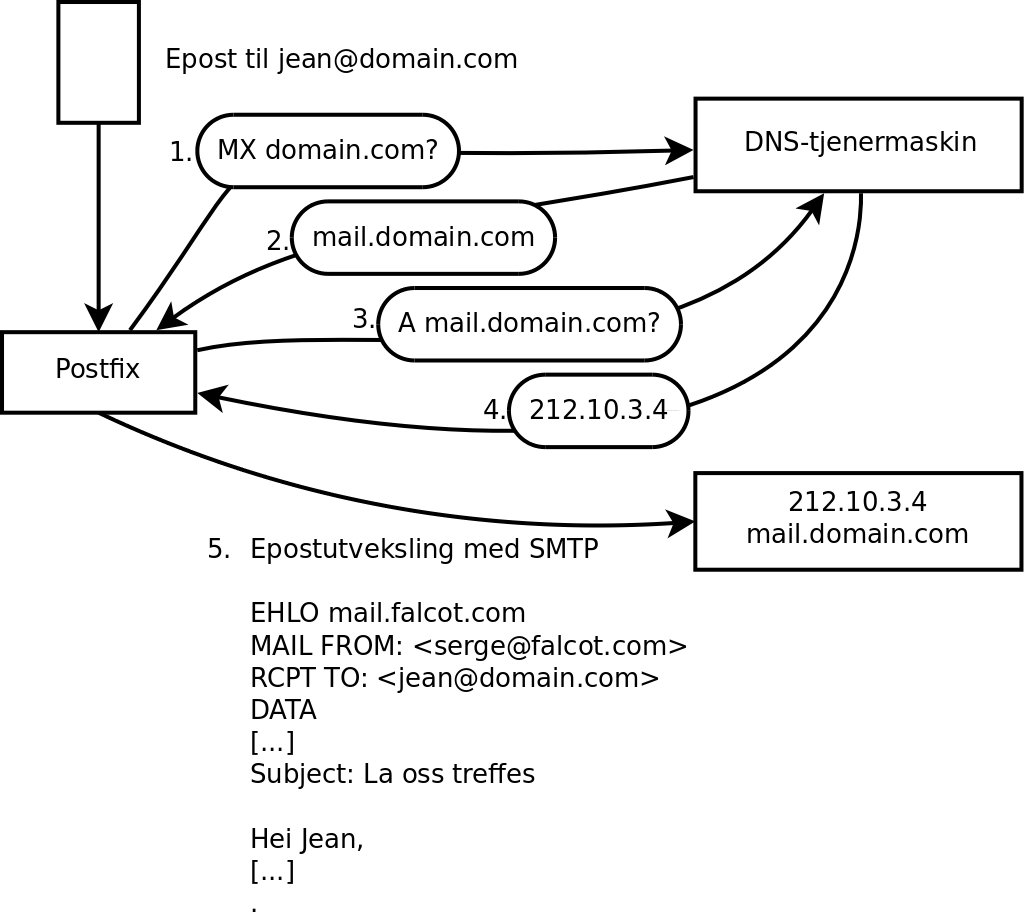 Epost til jean@domain.com
1. MX domain.com?
DNS-tjenermaskin
2. mail.domain.com
3. A mail.domain.com?
Postfix
4. 212.10.3.4
212.10.3.4
mail.domain.com
5. Epostutveksling med SMTP
EHLO mail.falcot.com
MAIL FROM: <serge@falcot.com>
RCPT TO: <jean@domain.com>
DATA
[...]
Subject: La oss treffes
Hei Jean,
[...]
.